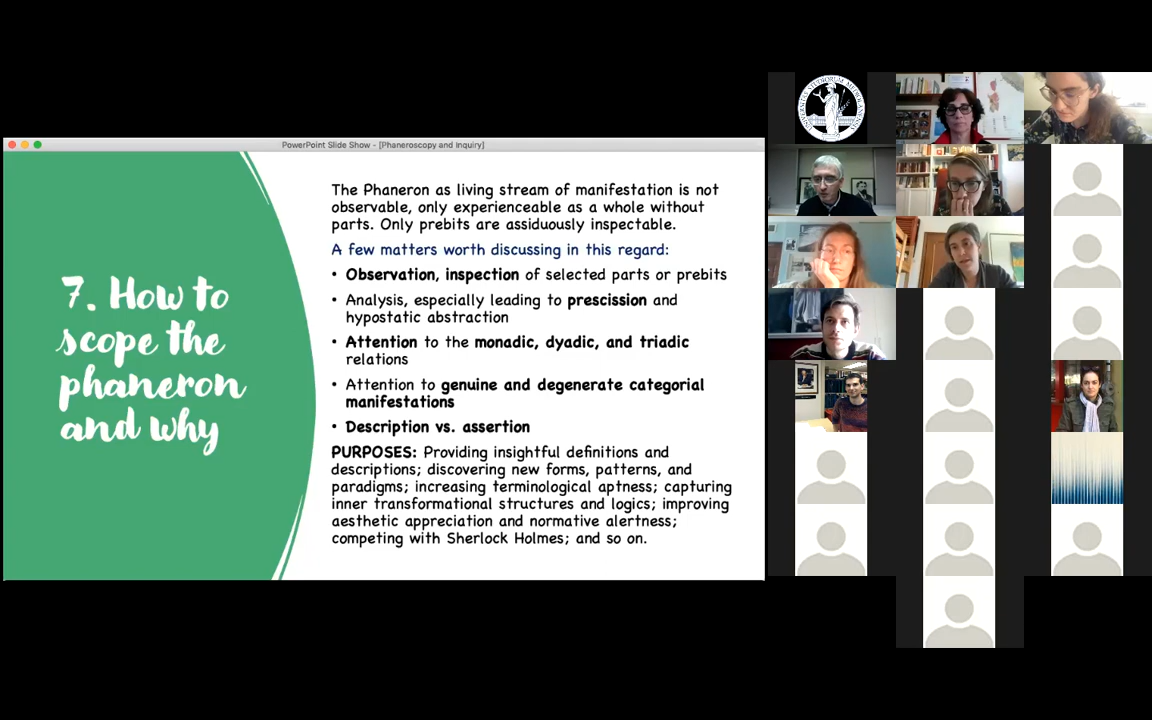 PowerPoint Slide Show - [Phaneroscopy and Inquiry]
7. How to
scope the
phaneron
and why
The Phaneron as living stream of manifestation is not
observable, only experienceable as a whole without
parts. Only prebits are assiduously inspectable.
A few matters worth discussing in this regard:
• Observation, inspection of selected parts or prebits
• Analysis, especially leading to prescission and
hypostatic abstraction
• Attention to the monadic, dyadic, and triadic
relations
• Attention to genuine and degenerate categorial
manifestations
• Description vs. assertion
PURPOSES: Providing insightful definitions and
descriptions; discovering new forms, patterns, and
paradigms; increasing terminological aptness; capturing
inner transformational structures and logics; improving
aesthetic appreciation and normative alertness;
competing with Sherlock Holmes; and so on.
UNIVERSITAS STUDIORUM MEDIOLANENSIS